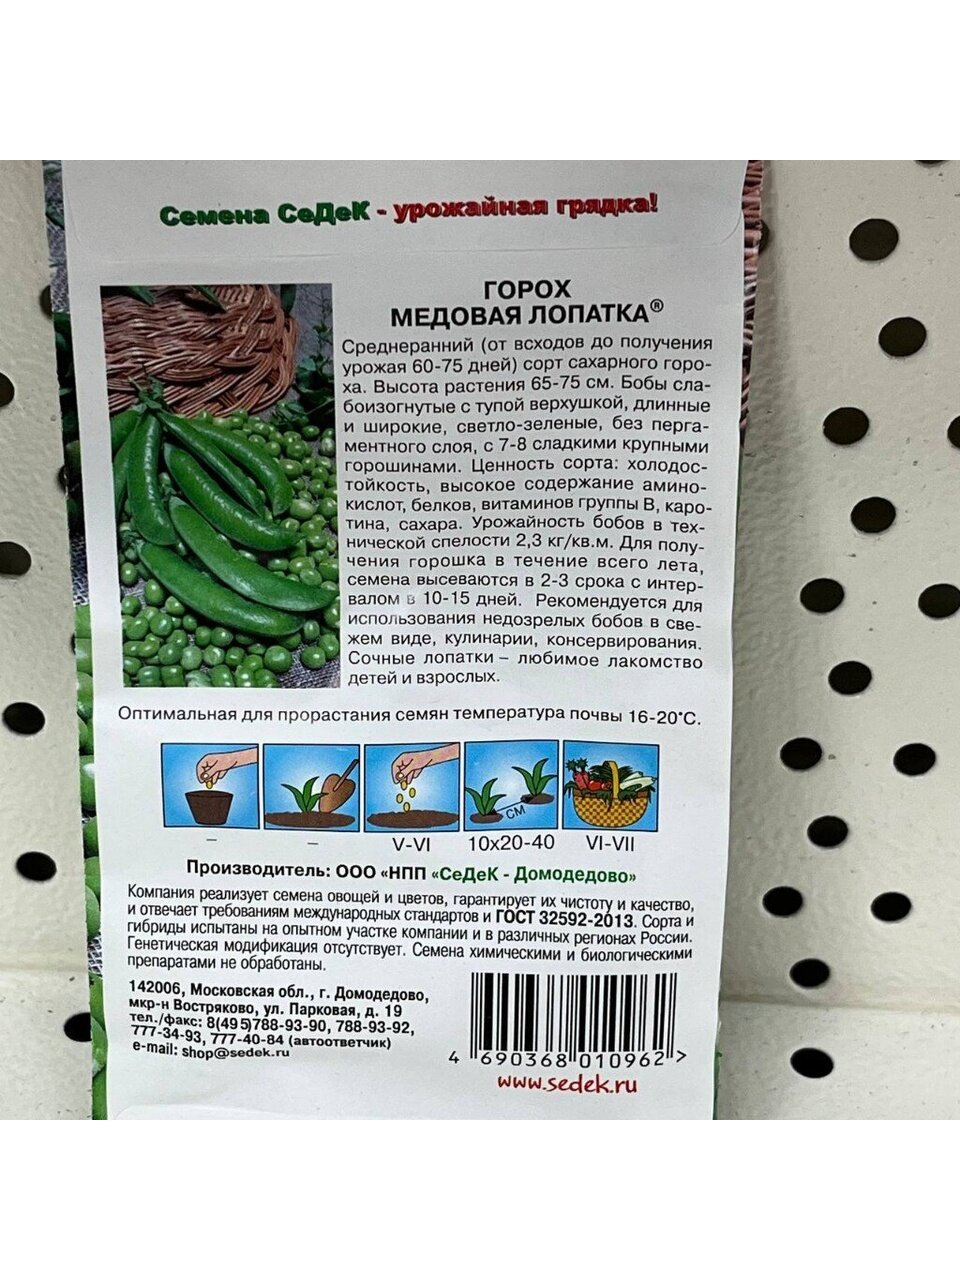 Семена СеДеК - урожайная грядка!
ГОРОХ
МЕДОВАЯ ЛОПАТКА®
Среднеранний (от всходов до получения
урожая 60-75 дней) сорт сахарного горо-
ха. Высота растения 65-75 см. Бобы сла-
боизогнутые с тупой верхушкой, длинные
и широкие, светло-зеленые, без перга-
ментного слоя, с 7-8 сладкими крупными
горошинами. Ценность сорта: холодос-
тойкость, высокое содержание амино-
кислот, белков, витаминов группы В, каро-
тина, сахара. Урожайность бобов в тех-
нической спелости 2,3 кг/кв.м. Для полу-
чения горошка в течение всего лета,
семена высеваются в 2-3 срока с интер-
валом в 10-15 дней. Рекомендуется для
использования недозрелых бобов в све-
жем виде, кулинарии, консервирования.
Сочные лопатки – любимое лакомство
детей и взрослых.
Оптимальная для прорастания семян температура почвы 16-20°С.
СМ
– – V-VI 10х20-40 VI-VII
Производитель: ООО «НПП «СеДеК - Домодедово»
Компания реализует семена овощей и цветов, гарантирует их чистоту и качество,
и отвечает требованиям международных стандартов и ГОСТ 32592-2013. Сорта и
гибриды испытаны на опытном участке компании и в различных регионах России.
Генетическая модификация отсутствует. Семена химическими и биологическими
препаратами не обработаны.
142006, Московская обл., г. Домодедово,
мкр-н Востряково, ул. Парковая, д. 19
тел./факс: 8(495)788-93-90, 788-93-92,
777-34-93, 777-40-84 (автоответчик)
e-mail: shop@sedek.ru
4 690368 010962 >
www.sedek.ru